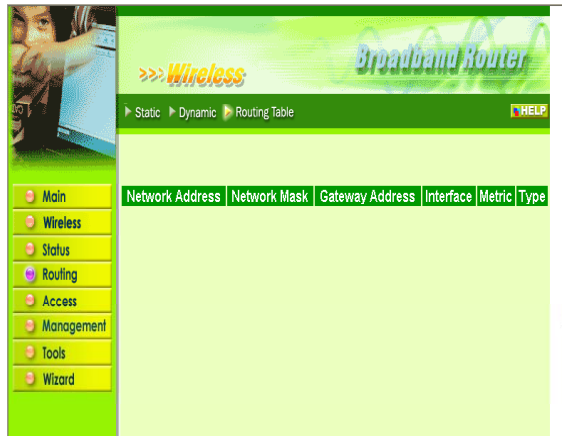 Broadband Router
>>> Wireless
Static Dynamic Routing Table HELP
Network Address Network Mask Gateway Address Interface Metric Type
Main
Wireless
Status
Routing
Access
Management
Tools
Wizard